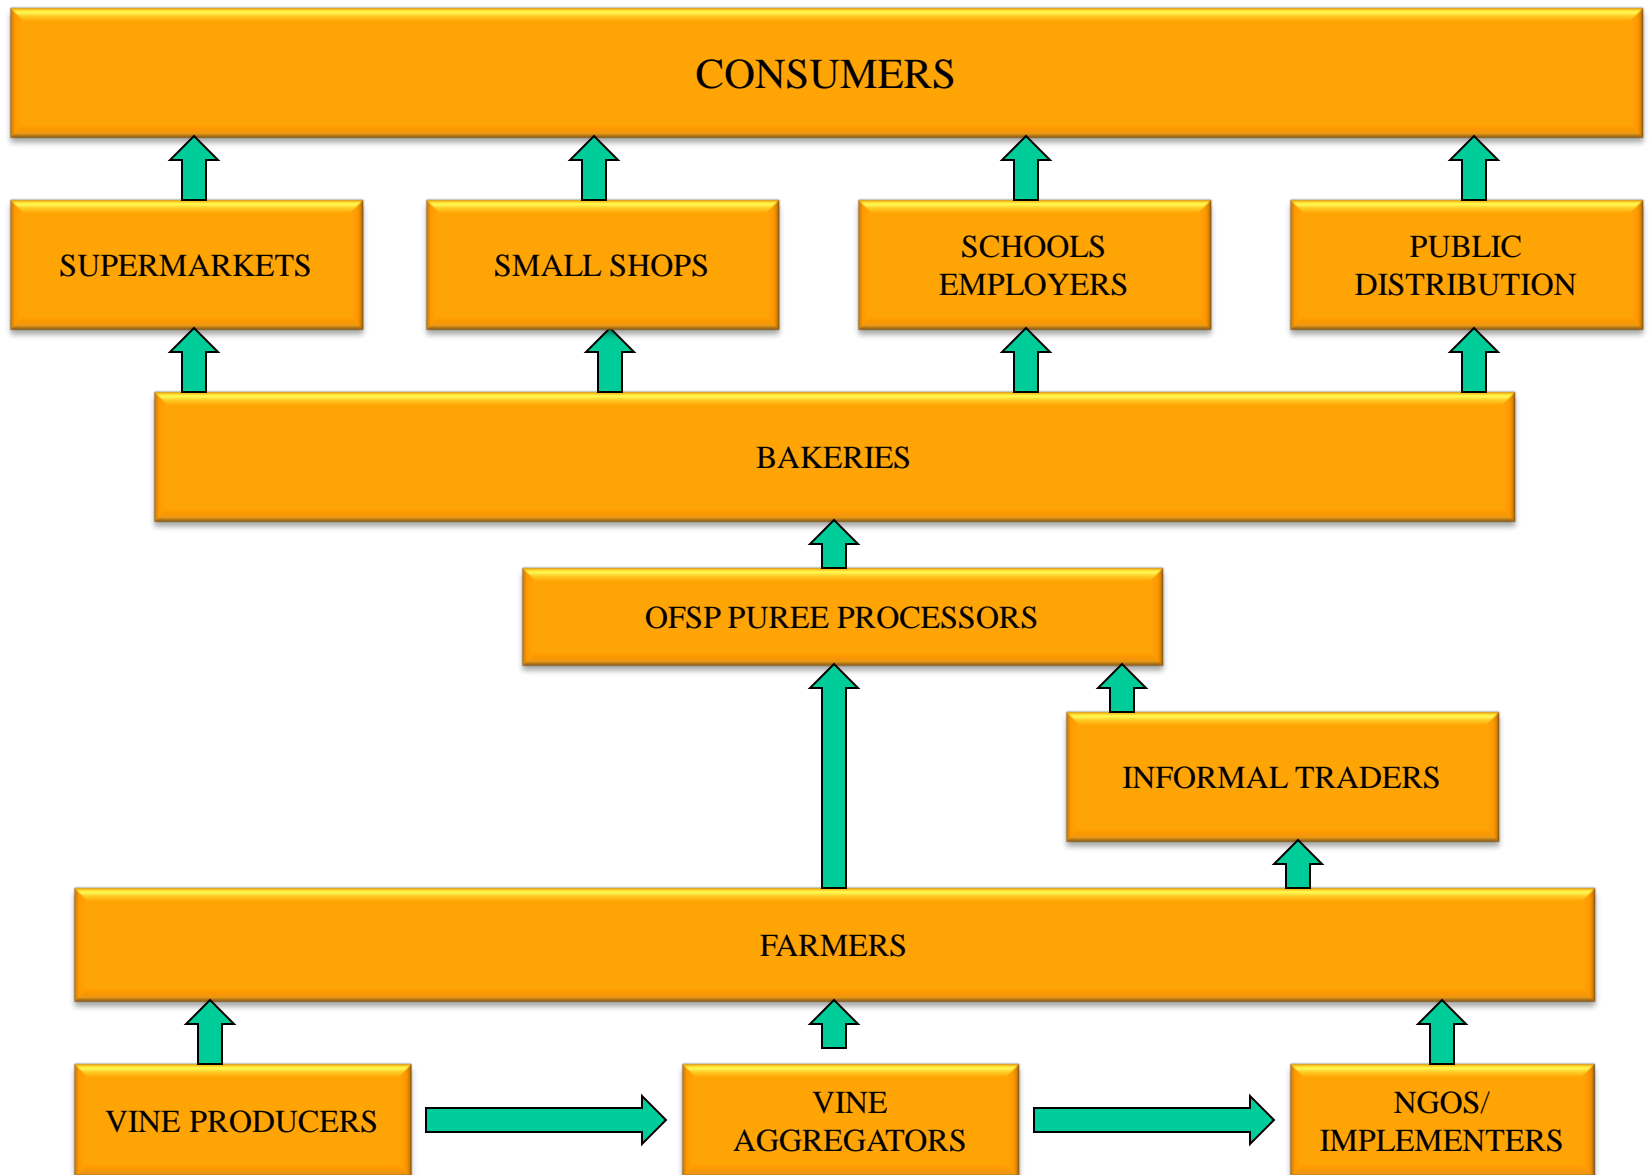 CONSUMERS
SUPERMARKETS
SMALL SHOPS
SCHOOLS
EMPLOYERS
PUBLIC
DISTRIBUTION
BAKERIES
OFSP PUREE PROCESSORS
INFORMAL TRADERS
FARMERS
VINE PRODUCERS
VINE
AGGREGATORS
NGOS/
IMPLEMENTERS